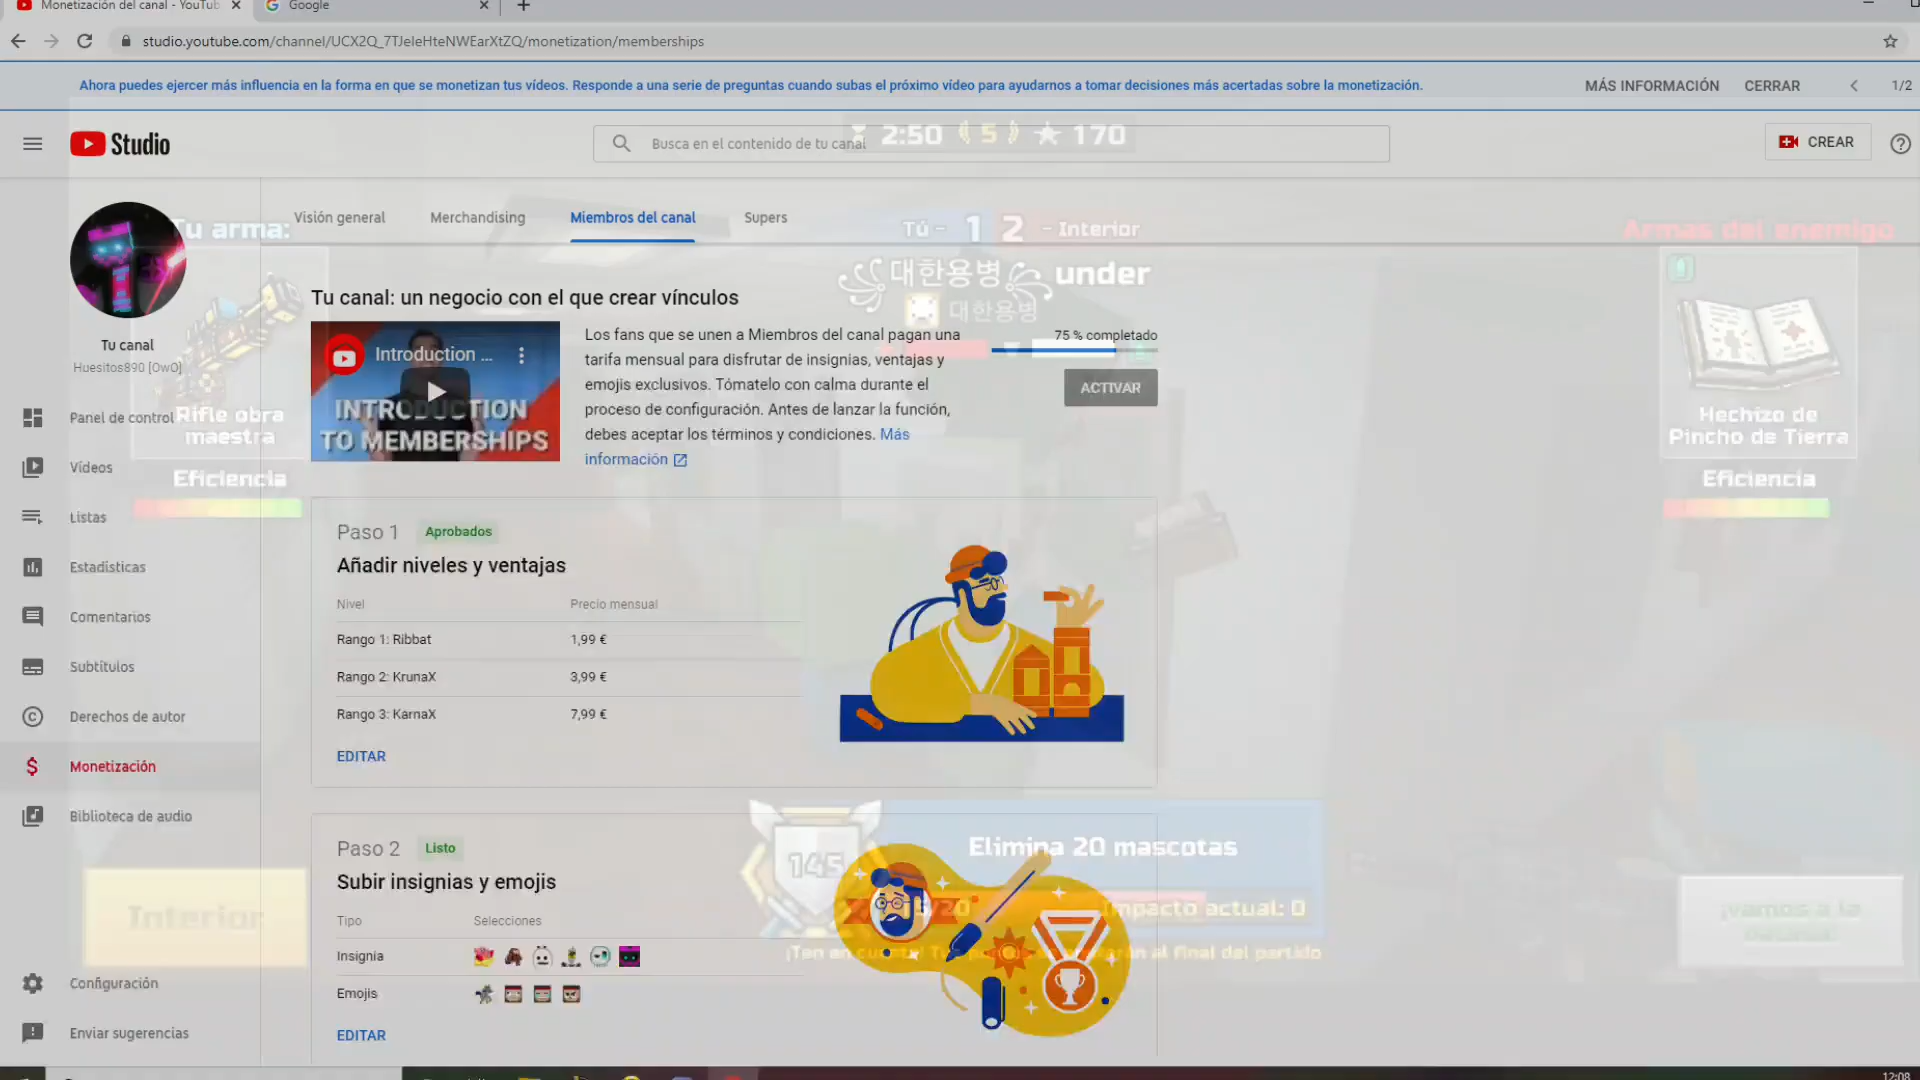 Monetización del canal - YouTub
Google
studio.youtube.com/channel/UCX2Q_7TJeleHteNWEarXtZQ/monetization/memberships
Ahora puedes ejercer más influencia en la forma en que se monetizan tus vídeos. Responde a una serie de preguntas cuando subas el próximo vídeo para ayudarnos a tomar decisiones más acertadas sobre la monetización.
MÁS INFORMACIÓN
CERRAR
1/2
Studio
Busca en el contenido de tu canal
2:50
5
170
CREAR
Visión general
Merchandising
Miembros del canal
Supers
Tu arma:
Tú -
1
2
- Interior
Armas del enemigo
대한용병
under
대한용병
Tu canal: un negocio con el que crear vínculos
Tu canal
Huesitos890 [OwO]
Introduction ...
INTRODUCTION
TO MEMBERSHIPS
Los fans que se unen a Miembros del canal pagan una
tarifa mensual para disfrutar de insignias, ventajas y
emojis exclusivos. Tómatelo con calma durante el
proceso de configuración. Antes de lanzar la función,
debes aceptar los términos y condiciones. Más
información
75 % completado
ACTIVAR
Panel de control
Rifle obra
maestra
Hechizo de
Pincho de Tierra
Vídeos
Eficiencia
Eficiencia
Listas
Estadísticas
Comentarios
Subtítulos
Derechos de autor
Monetización
Biblioteca de audio
Paso 1
Aprobados
Añadir niveles y ventajas
Nivel
Precio mensual
Rango 1: Ribbat
1,99 €
Rango 2: KrunaX
3,99 €
Rango 3: KarnaX
7,99 €
EDITAR
Paso 2
Listo
Subir insignias y emojis
Tipo
Selecciones
Insignia
Emojis
EDITAR
145
Elimina 20 mascotas
/20
Impacto actual: 0
¡Ten en cuenta!
al final del partido
Interior
¡vamos a la
Configuración
Enviar sugerencias
12:08